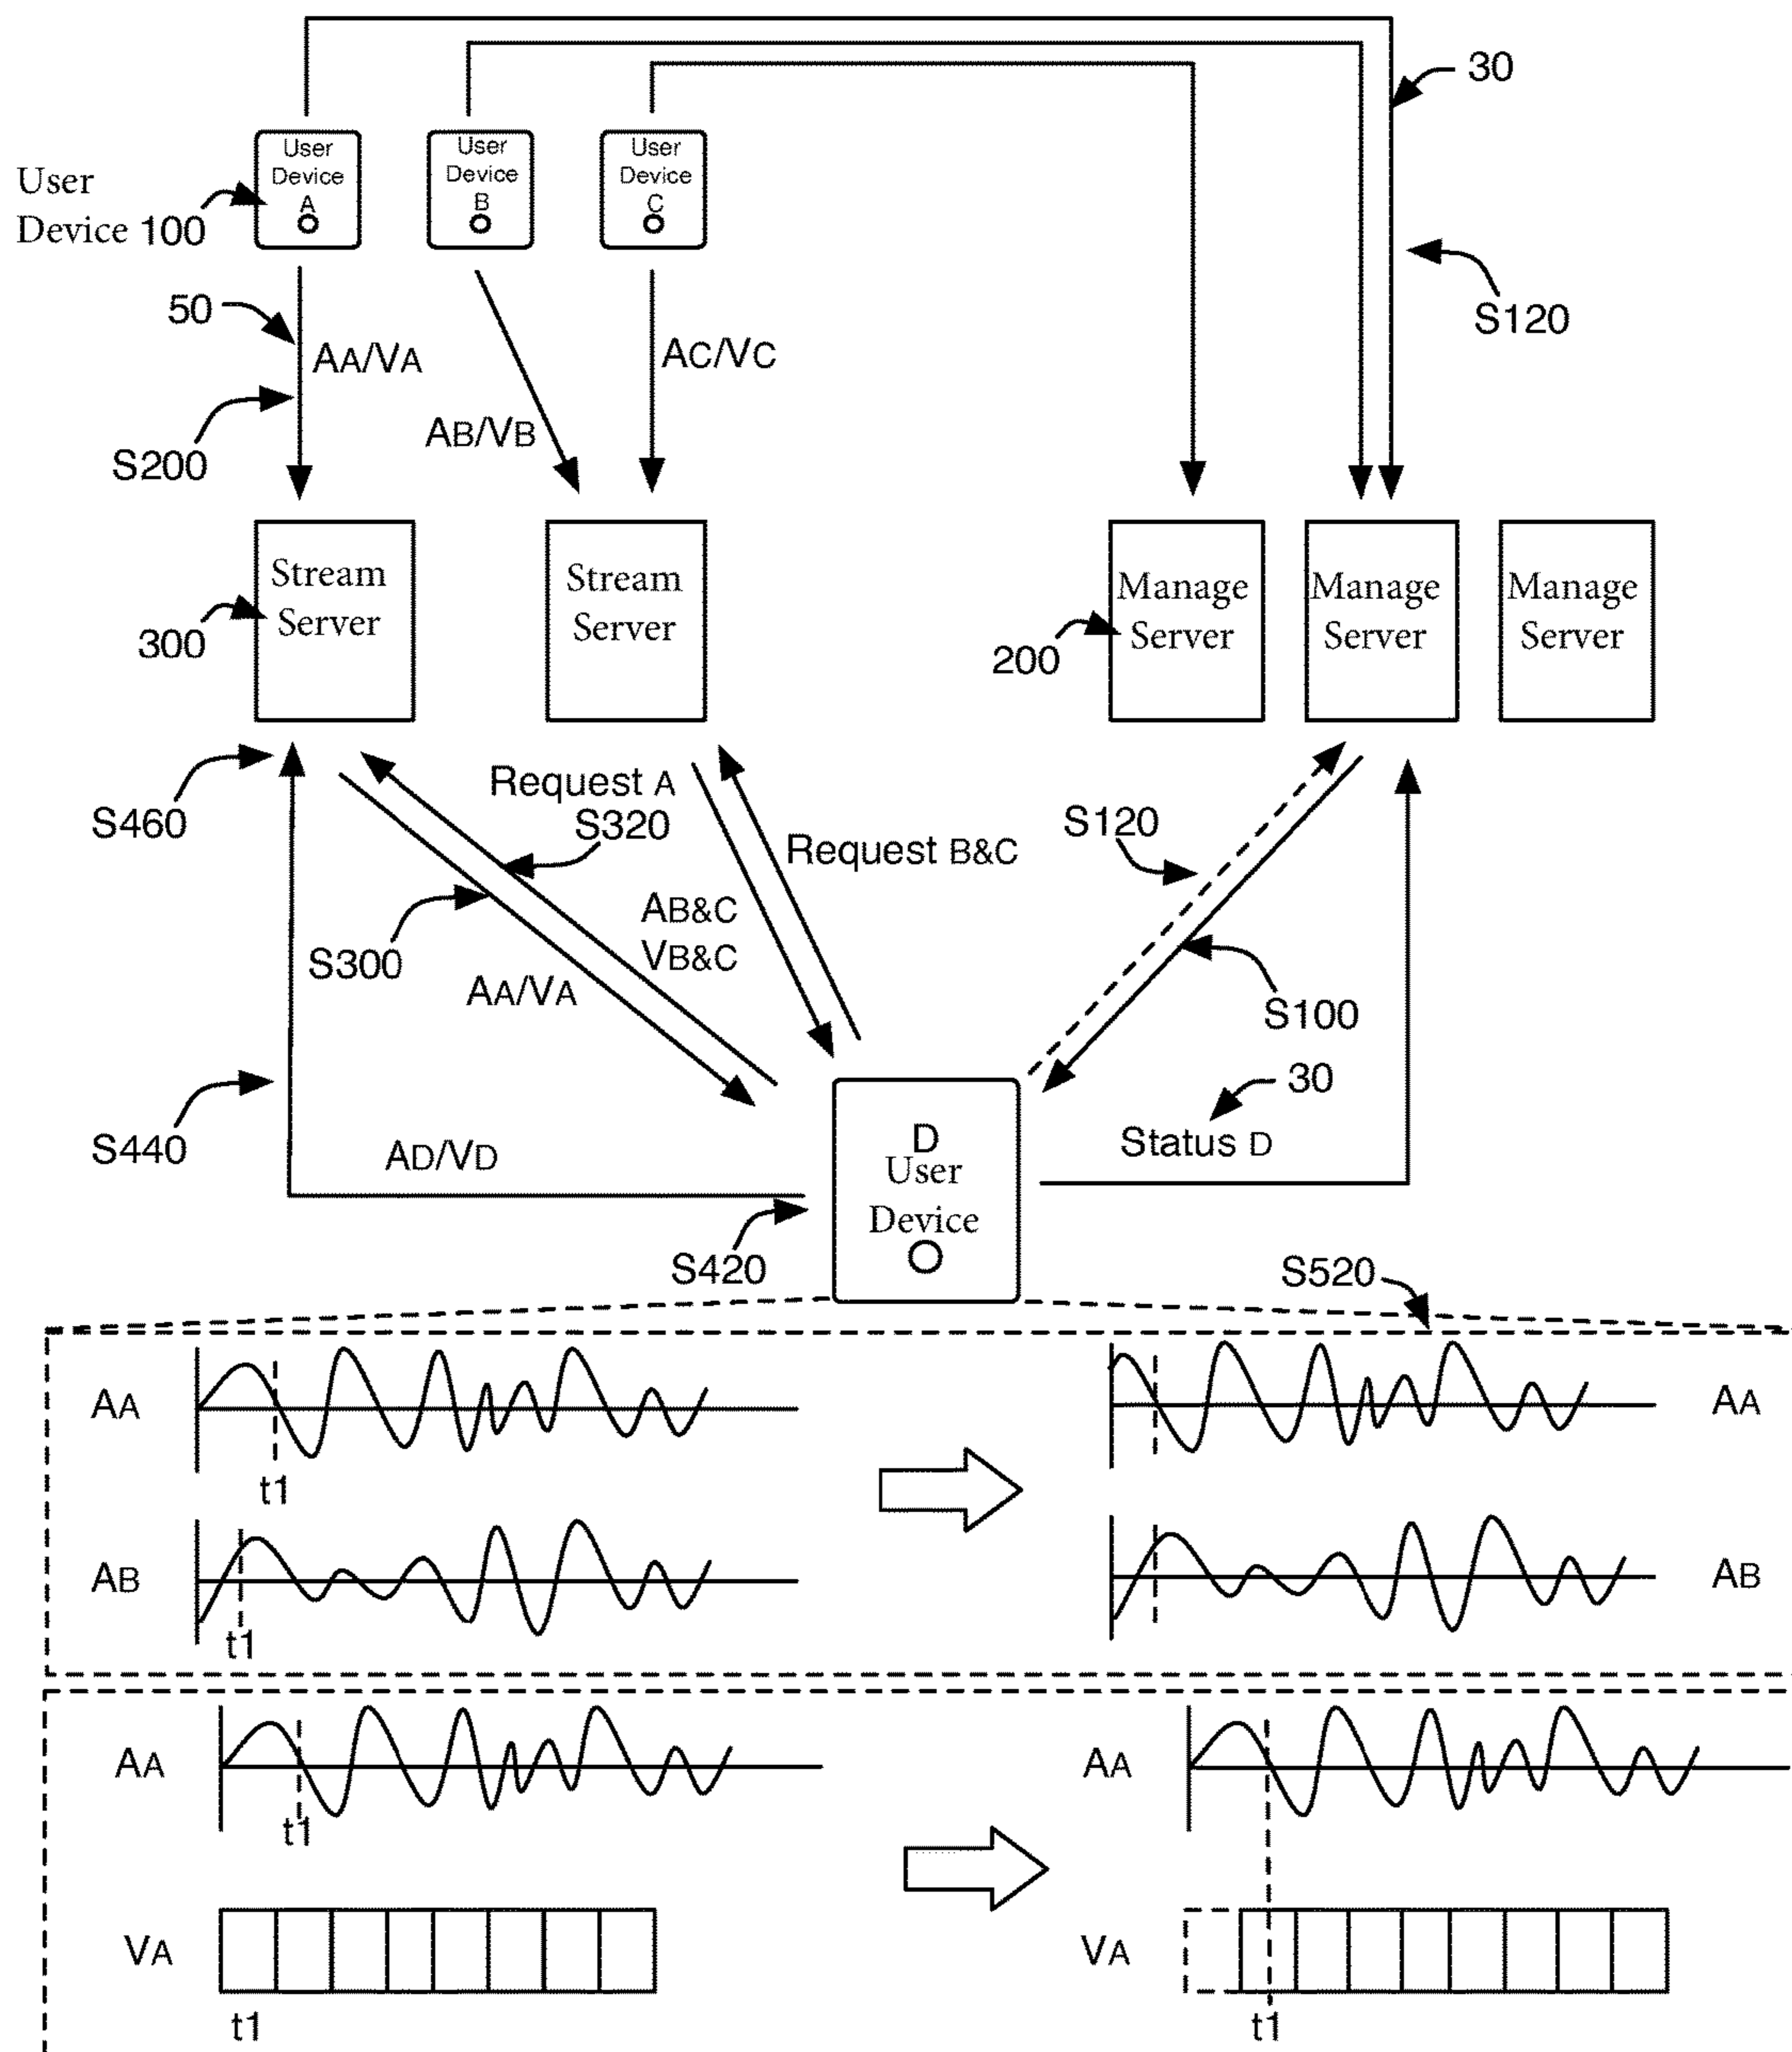 30
User
Device
A
User
Device
B
User
Device
C
User
Device 100
S120
50
AA/VA
AC/VC
AB/VB
S200
Stream
Server
Stream
Server
Manage
Server
Manage
Server
Manage
Server
300
200
S460
Request A
S320
Request B&C
S120
AB&C
VB&C
S300
AA/VA
S100
30
Status D
S440
AD/VD
D
User
Device
S420
S520
AA
t1
AA
AB
t1
AB
AA
t1
AA
VA
t1
VA
t1